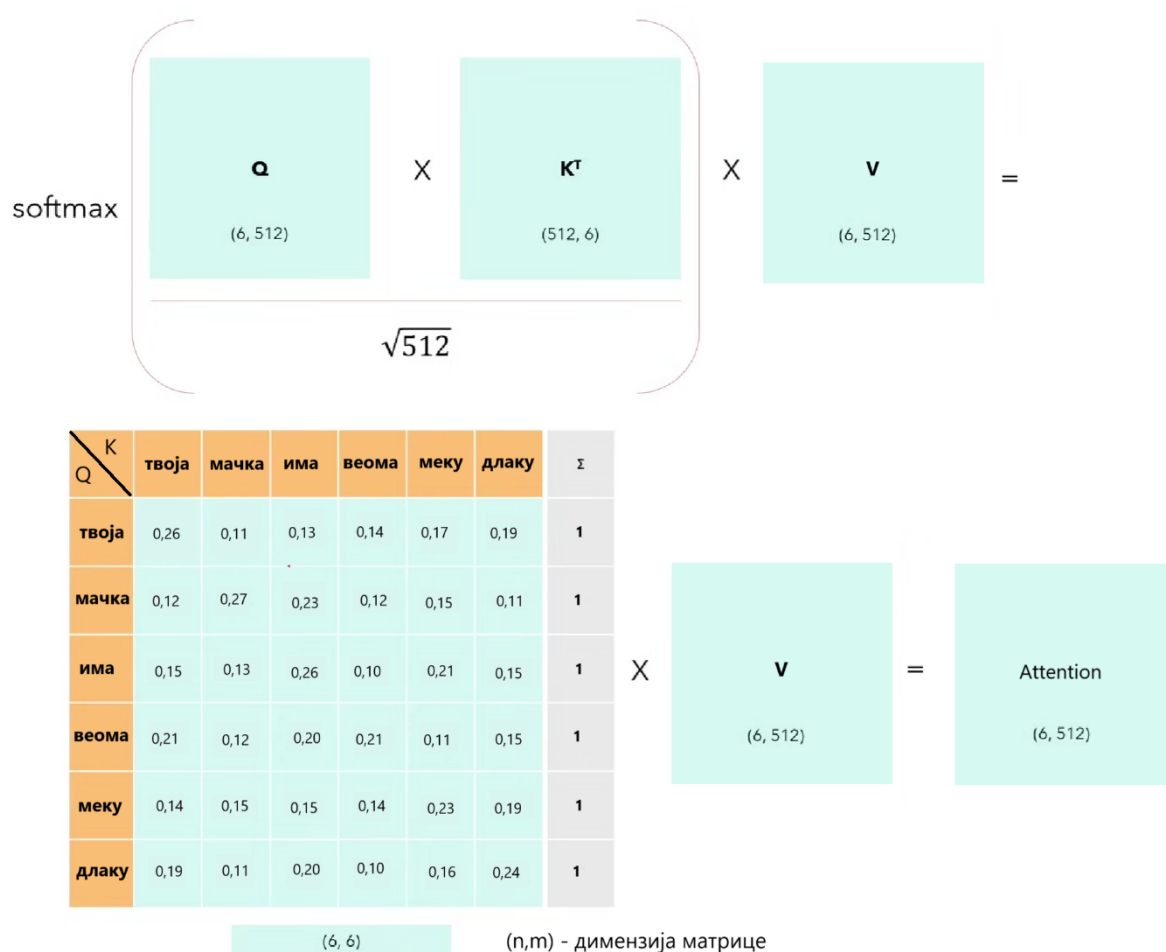 softmax
Q X Kᵀ X V =
(6, 512) (512, 6) (6, 512)
√512
Q K твоја мачка има веома меку длаку Σ
твоја 0,26 0,11 0,13 0,14 0,17 0,19 1
мачка 0,12 0,27 0,23 0,12 0,15 0,11 1
има 0,15 0,13 0,26 0,10 0,21 0,15 1
веома 0,21 0,12 0,20 0,21 0,11 0,15 1
меку 0,14 0,15 0,15 0,14 0,23 0,19 1
длаку 0,19 0,11 0,20 0,10 0,16 0,24 1
X V = Attention
(6, 512) (6, 512)
(6, 6) (n,m) - димензија матрице